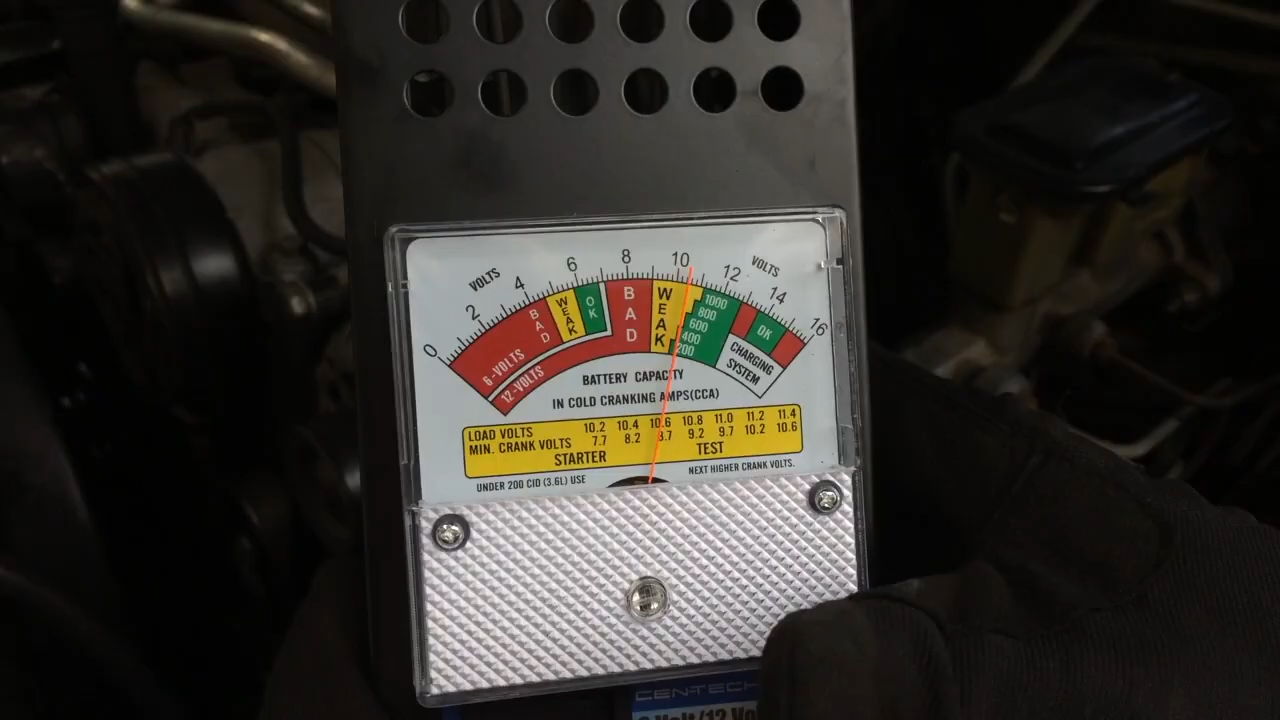 0 2 4 6 8 10 12 14 16
VOLTS VOLTS
BAD WEAK OK BAD WEAK
1000
800
600
400
200
OK
6-VOLTS
12-VOLTS
CHARGING
SYSTEM
BATTERY CAPACITY
IN COLD CRANKING AMPS(CCA)
LOAD VOLTS 10.2 10.4 10.6 10.8 11.0 11.2 11.4
MIN. CRANK VOLTS 7.7 8.2 8.7 9.2 9.7 10.2 10.6
STARTER TEST
UNDER 200 CID (3.6L) USE NEXT HIGHER CRANK VOLTS.
CEN-TECH